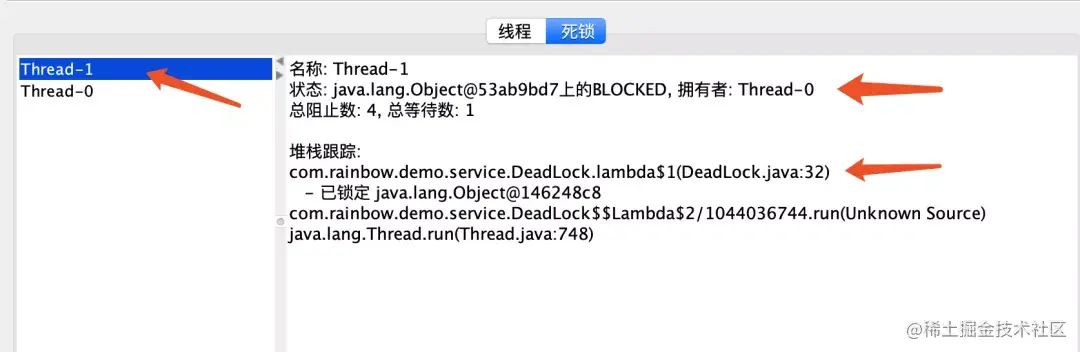 线程 死锁
Thread-1
Thread-0
名称: Thread-1
状态: java.lang.Object@53ab9bd7上的BLOCKED, 拥有者: Thread-0
总阻止数: 4, 总等待数: 1
堆栈跟踪:
com.rainbow.demo.service.DeadLock.lambda$1(DeadLock.java:32)
- 已锁定 java.lang.Object@146248c8
com.rainbow.demo.service.DeadLock$$Lambda$2/1044036744.run(Unknown Source)
java.lang.Thread.run(Thread.java:748)
@稀土掘金技术社区